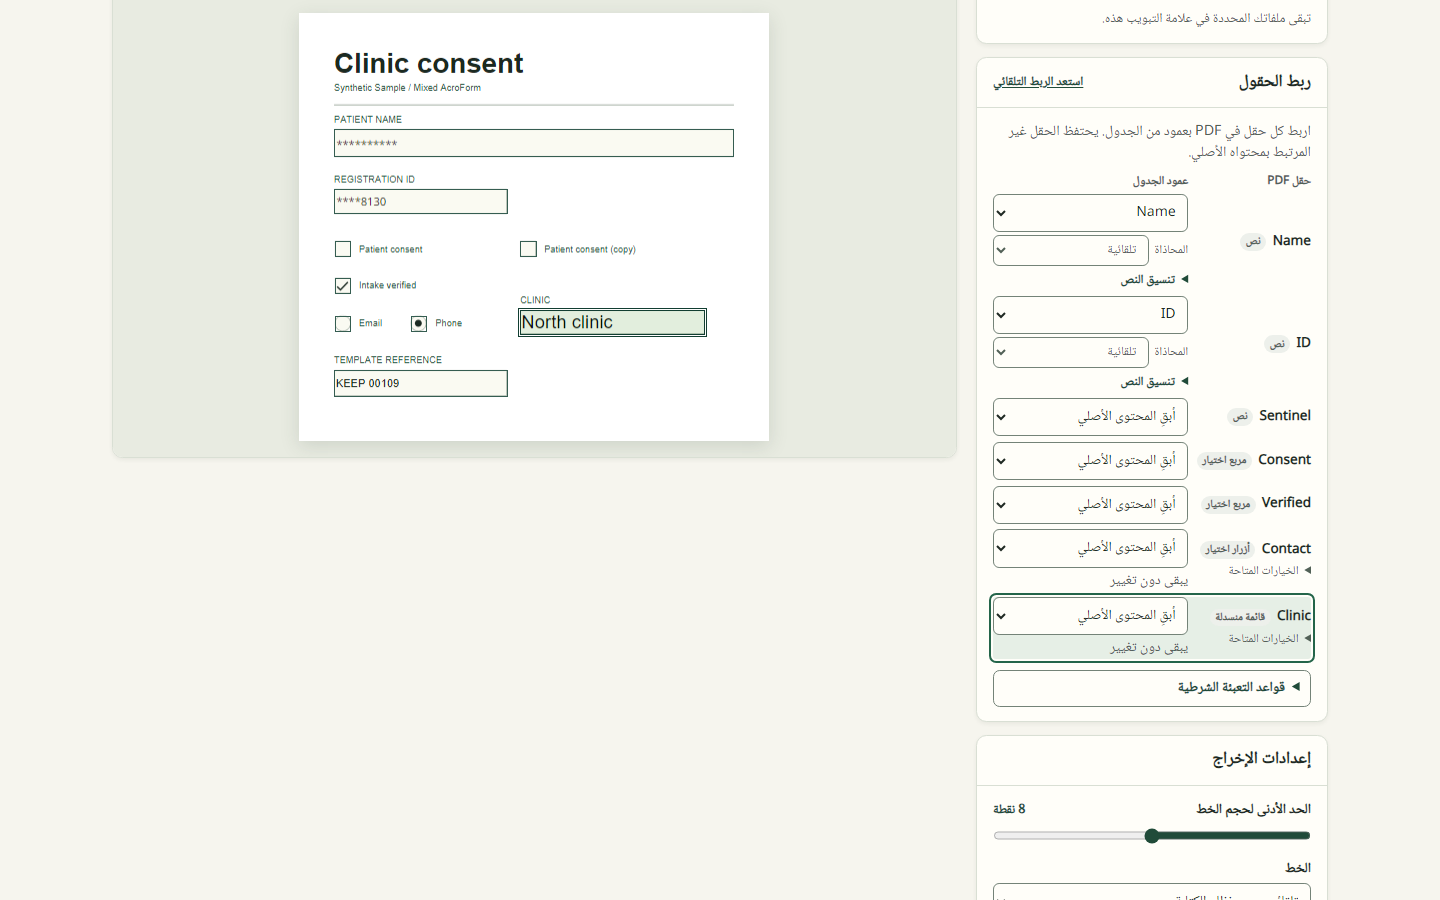 تبقى ملفاتك المحددة في علامة التبويب هذه.
ربط الحقول
استعد الربط التلقائي
اربط كل حقل في PDF بعمود من الجدول. يحتفظ الحقل غير
المرتبط بمحتواه الأصلي.
حقل PDF
عمود الجدول
Name نص
Name
المحاذاة
تلقائية
تنسيق النص
ID نص
ID
المحاذاة
تلقائية
تنسيق النص
Sentinel نص
أبقِ المحتوى الأصلي
Consent مربع اختيار
أبقِ المحتوى الأصلي
Verified مربع اختيار
أبقِ المحتوى الأصلي
Contact أزرار اختيار
الخيارات المتاحة
أبقِ المحتوى الأصلي
يبقى دون تغيير
Clinic قائمة منسدلة
الخيارات المتاحة
أبقِ المحتوى الأصلي
يبقى دون تغيير
قواعد التعبئة الشرطية
إعدادات الإخراج
الحد الأدنى لحجم الخط
8 نقطة
الخط
Clinic consent
Synthetic Sample / Mixed AcroForm
PATIENT NAME
**********
REGISTRATION ID
****8130
Patient consent
Patient consent (copy)
Intake verified
Email
Phone
CLINIC
North clinic
TEMPLATE REFERENCE
KEEP 00109